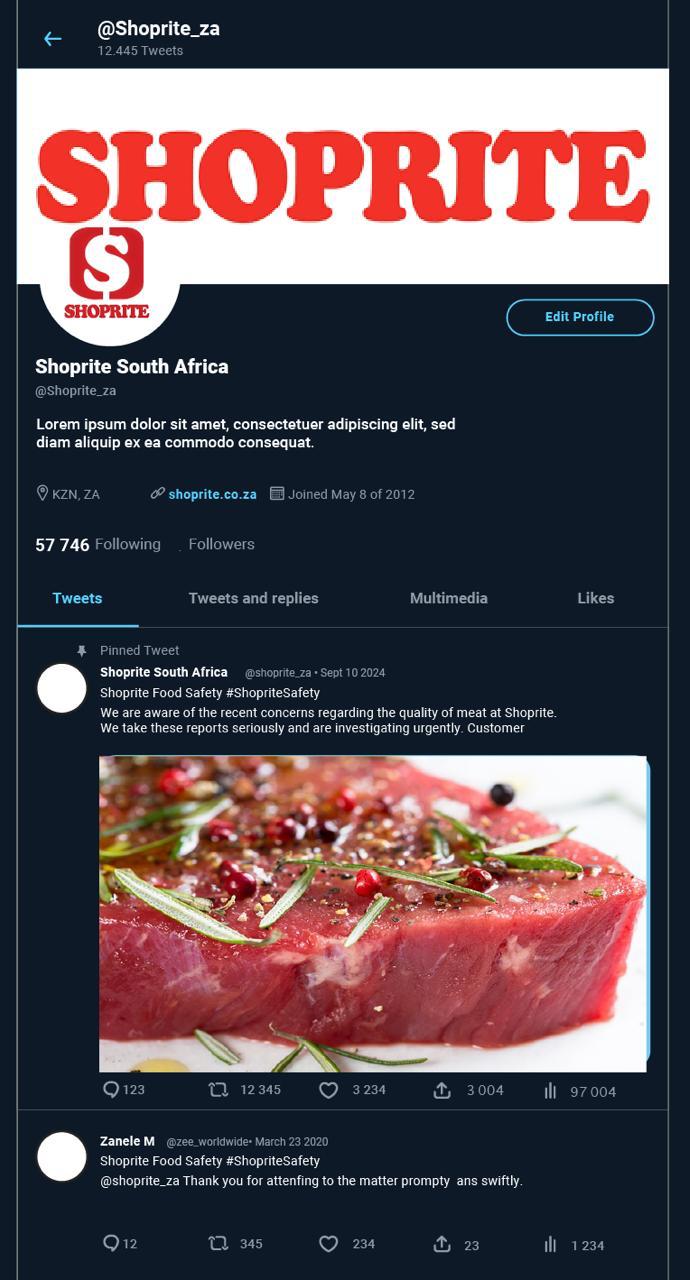 @Shoprite_za
12.445 Tweets
SHOPRITE
S
SHOPRITE
Edit Profile
Shoprite South Africa
@Shoprite_za
Lorem ipsum dolor sit amet, consectetuer adipiscing elit, sed
diam aliquip ex ea commodo consequat.
KZN, ZA shoprite.co.za Joined May 8 of 2012
57 746 Following . Followers
Tweets Tweets and replies Multimedia Likes
Pinned Tweet
Shoprite South Africa @shoprite_za • Sept 10 2024
Shoprite Food Safety #ShopriteSafety
We are aware of the recent concerns regarding the quality of meat at Shoprite.
We take these reports seriously and are investigating urgently. Customer
123 12 345 3 234 3 004 97 004
Zanele M @zee_worldwide• March 23 2020
Shoprite Food Safety #ShopriteSafety
@shoprite_za Thank you for attenfing to the matter prompty ans swiftly.
12 345 234 23 1 234